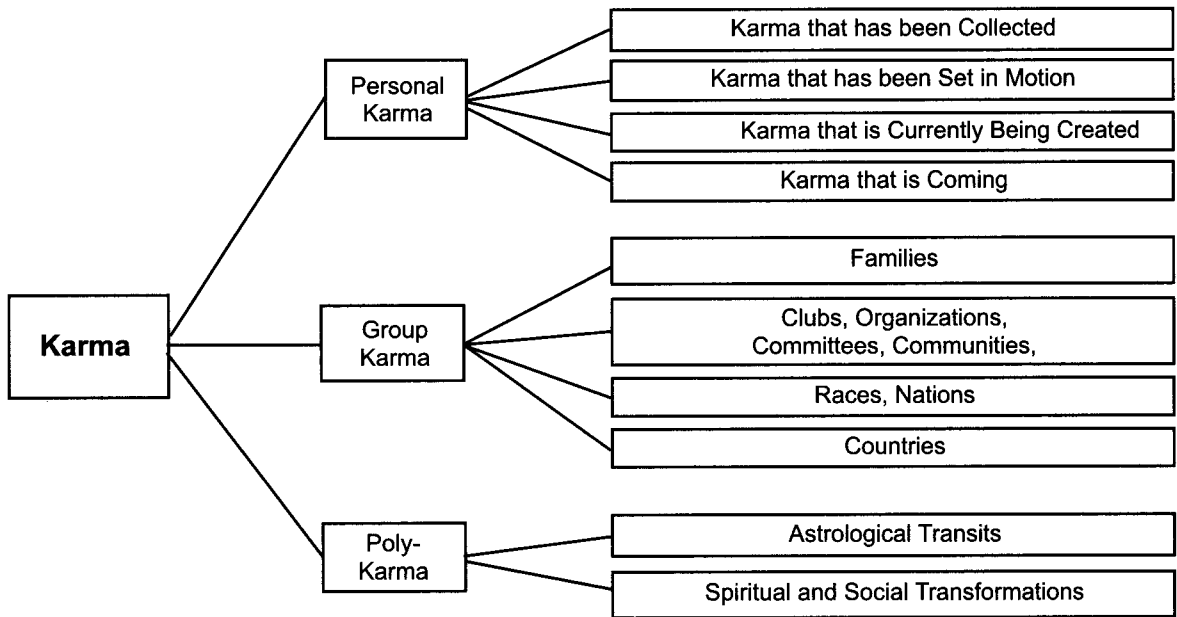 Karma
Personal
Karma
Karma that has been Collected
Karma that has been Set in Motion
Karma that is Currently Being Created
Karma that is Coming
Group
Karma
Families
Clubs, Organizations,
Committees, Communities,
Races, Nations
Countries
Poly-
Karma
Astrological Transits
Spiritual and Social Transformations